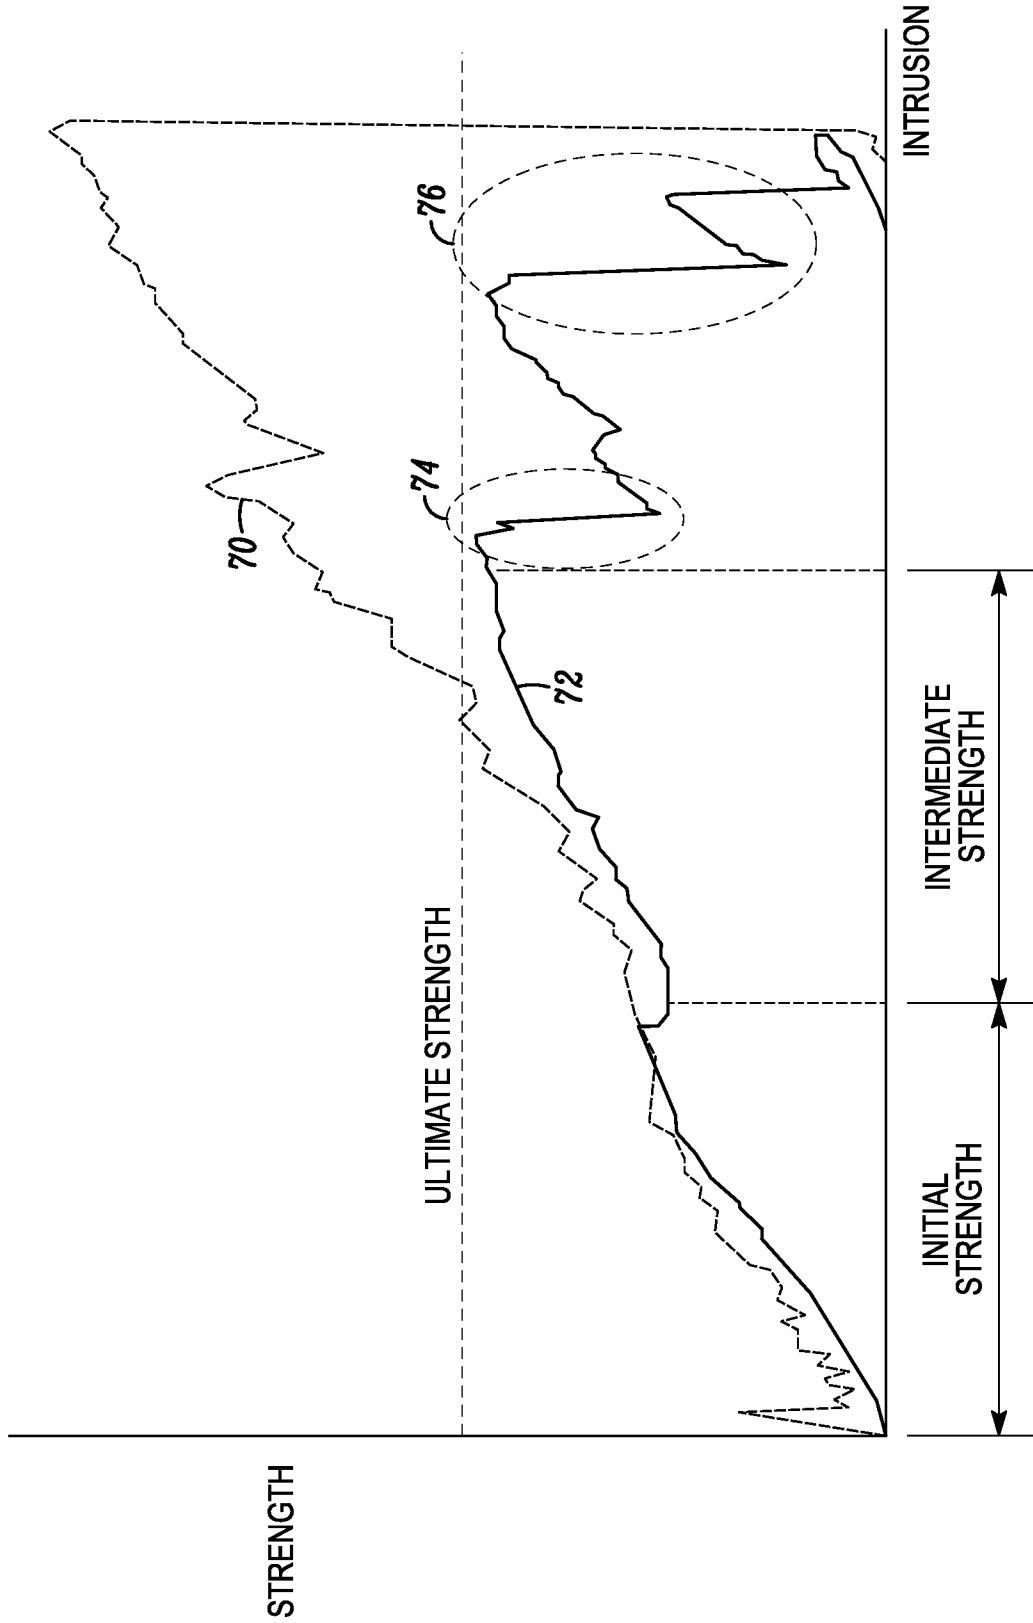 STRENGTH
70
74
76
ULTIMATE STRENGTH
72
INTRUSION
INITIAL
STRENGTH
INTERMEDIATE
STRENGTH